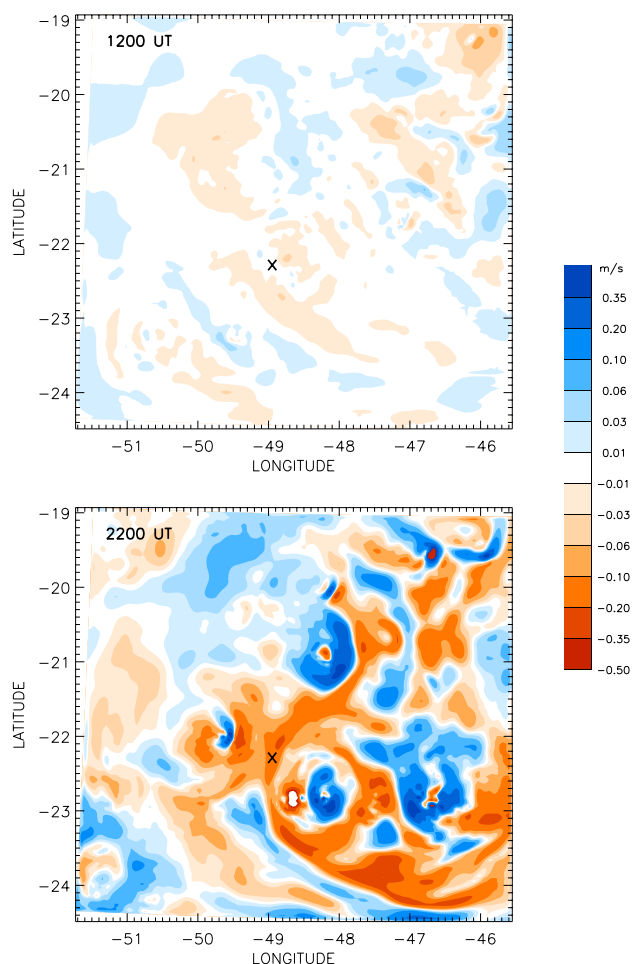 1200 UT
-19
-20
-21
-22
-23
-24
LATITUDE
X
-51 -50 -49 -48 -47 -46
LONGITUDE
m/s
0.35
0.20
0.10
0.06
0.03
0.01
-0.01
-0.03
-0.06
-0.10
-0.20
-0.35
-0.50
2200 UT
-19
-20
-21
-22
-23
-24
LATITUDE
X
-51 -50 -49 -48 -47 -46
LONGITUDE